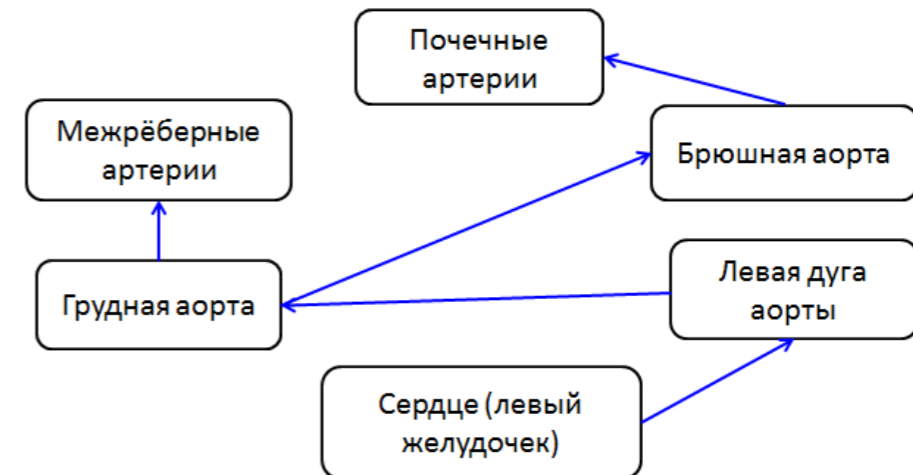 Почечные
артерии
Межрёберные
артерии
Брюшная аорта
Грудная аорта
Левая дуга
аорты
Сердце (левый
желудочек)